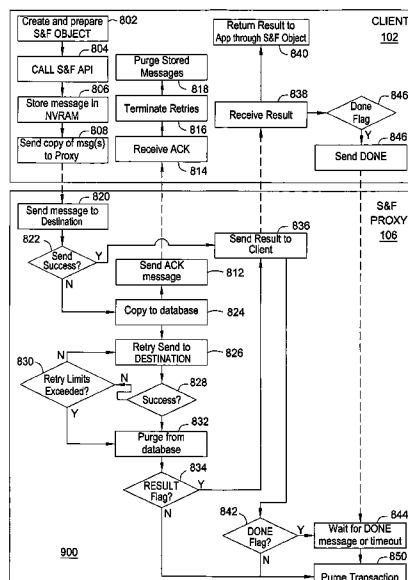 Create and prepare
S&F OBJECT
802
804
CALL S&F API
806
Store message in
NVRAM
808
Send copy of msg(s)
to Proxy
810
Purge Stored
Messages
818
Terminate Retries
816
Receive ACK
814
Return Result to
App through S&F Object
840
CLIENT
102
838
Receive Result
Done
Flag
846
Y
846
Send DONE
S&F
PROXY
106
820
Send message to
Destination
822
Send
Success?
Y
N
836
Send Result to
Client
Send ACK
message
812
Copy to database
824
Retry Send to
DESTINATION
826
830
N
Retry Limits
Exceeded?
N
Y
828
Success?
832
Purge from
database
834
RESULT
Flag?
Y
N
842
DONE
Flag?
Y
N
844
Wait for DONE
message or timeout
850
Purge Transaction
900